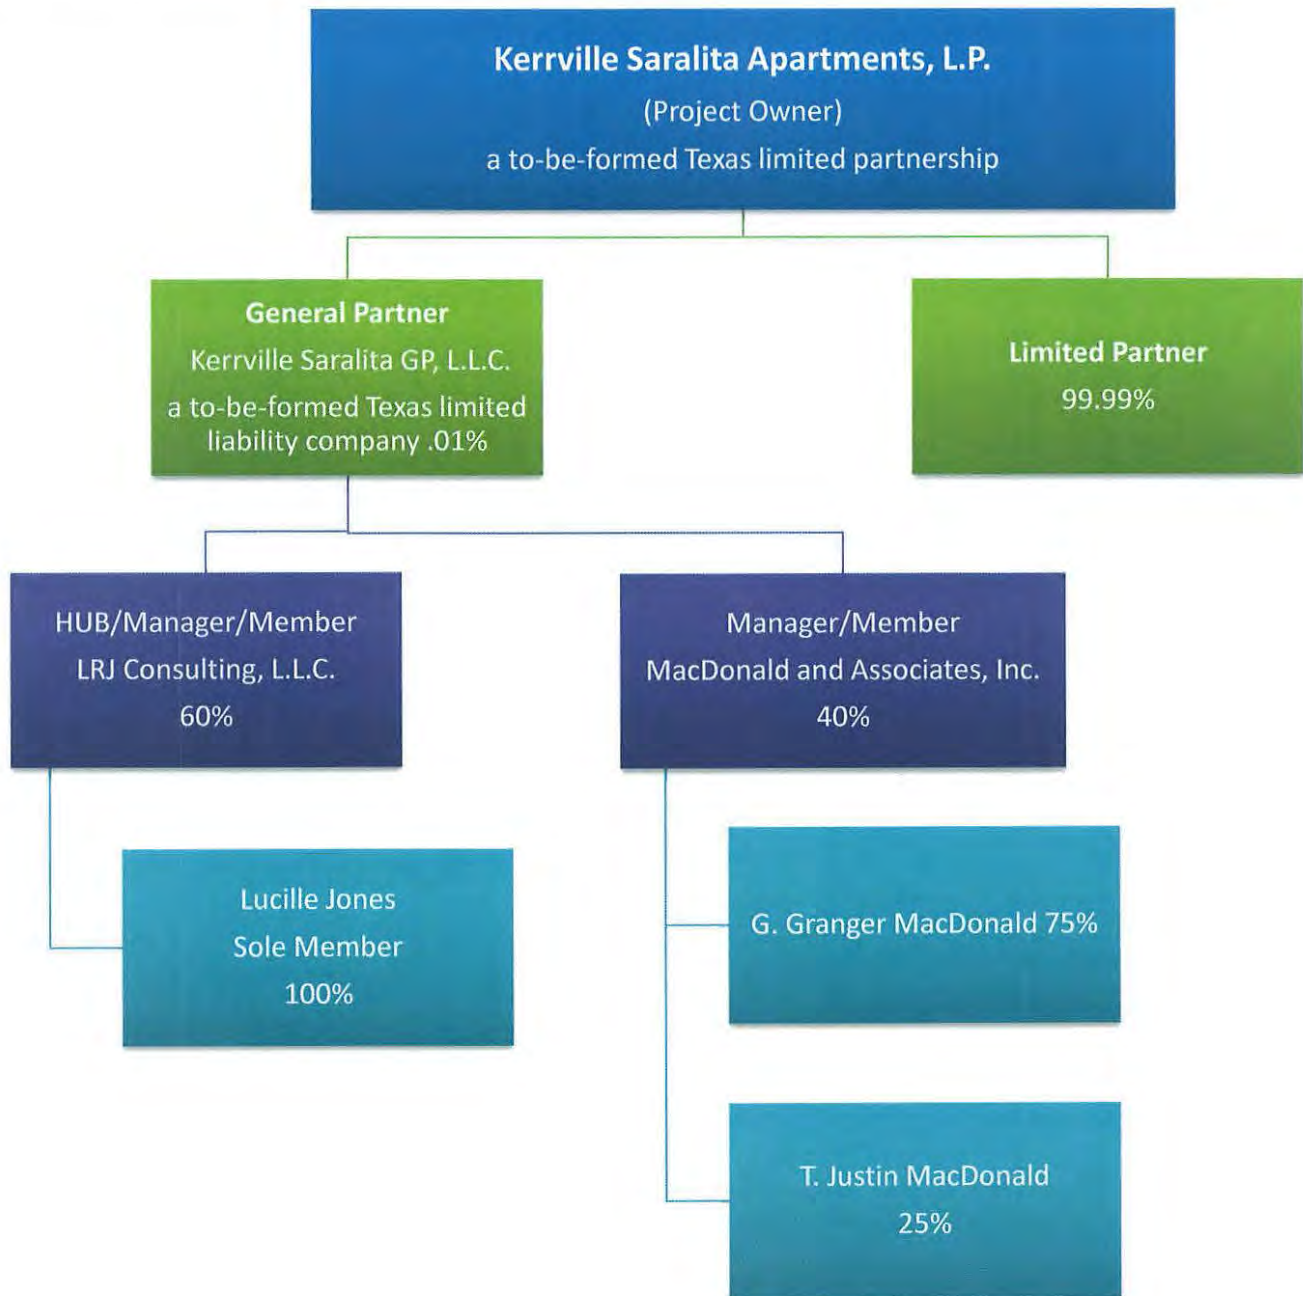 Kerrville Saralita Apartments, L.P.
(Project Owner)
a to-be-formed Texas limited partnership
General Partner
Kerrville Saralita GP, L.L.C.
a to-be-formed Texas limited
liability company .01%
Limited Partner
99.99%
HUB/Manager/Member
LRJ Consulting, L.L.C.
60%
Manager/Member
MacDonald and Associates, Inc.
40%
Lucille Jones
Sole Member
100%
G. Granger MacDonald 75%
T. Justin MacDonald
25%